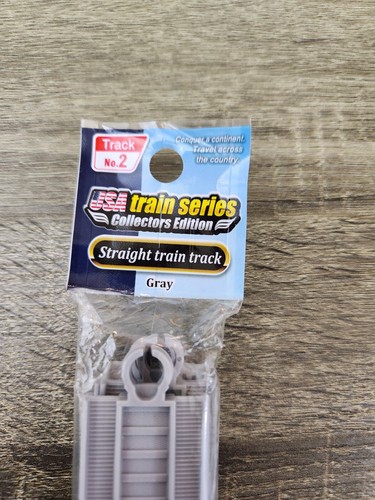 Track
No.2
Conquer a continent.
Travel across
the country.
USA train series
Collectors Edition
Straight train track
Gray